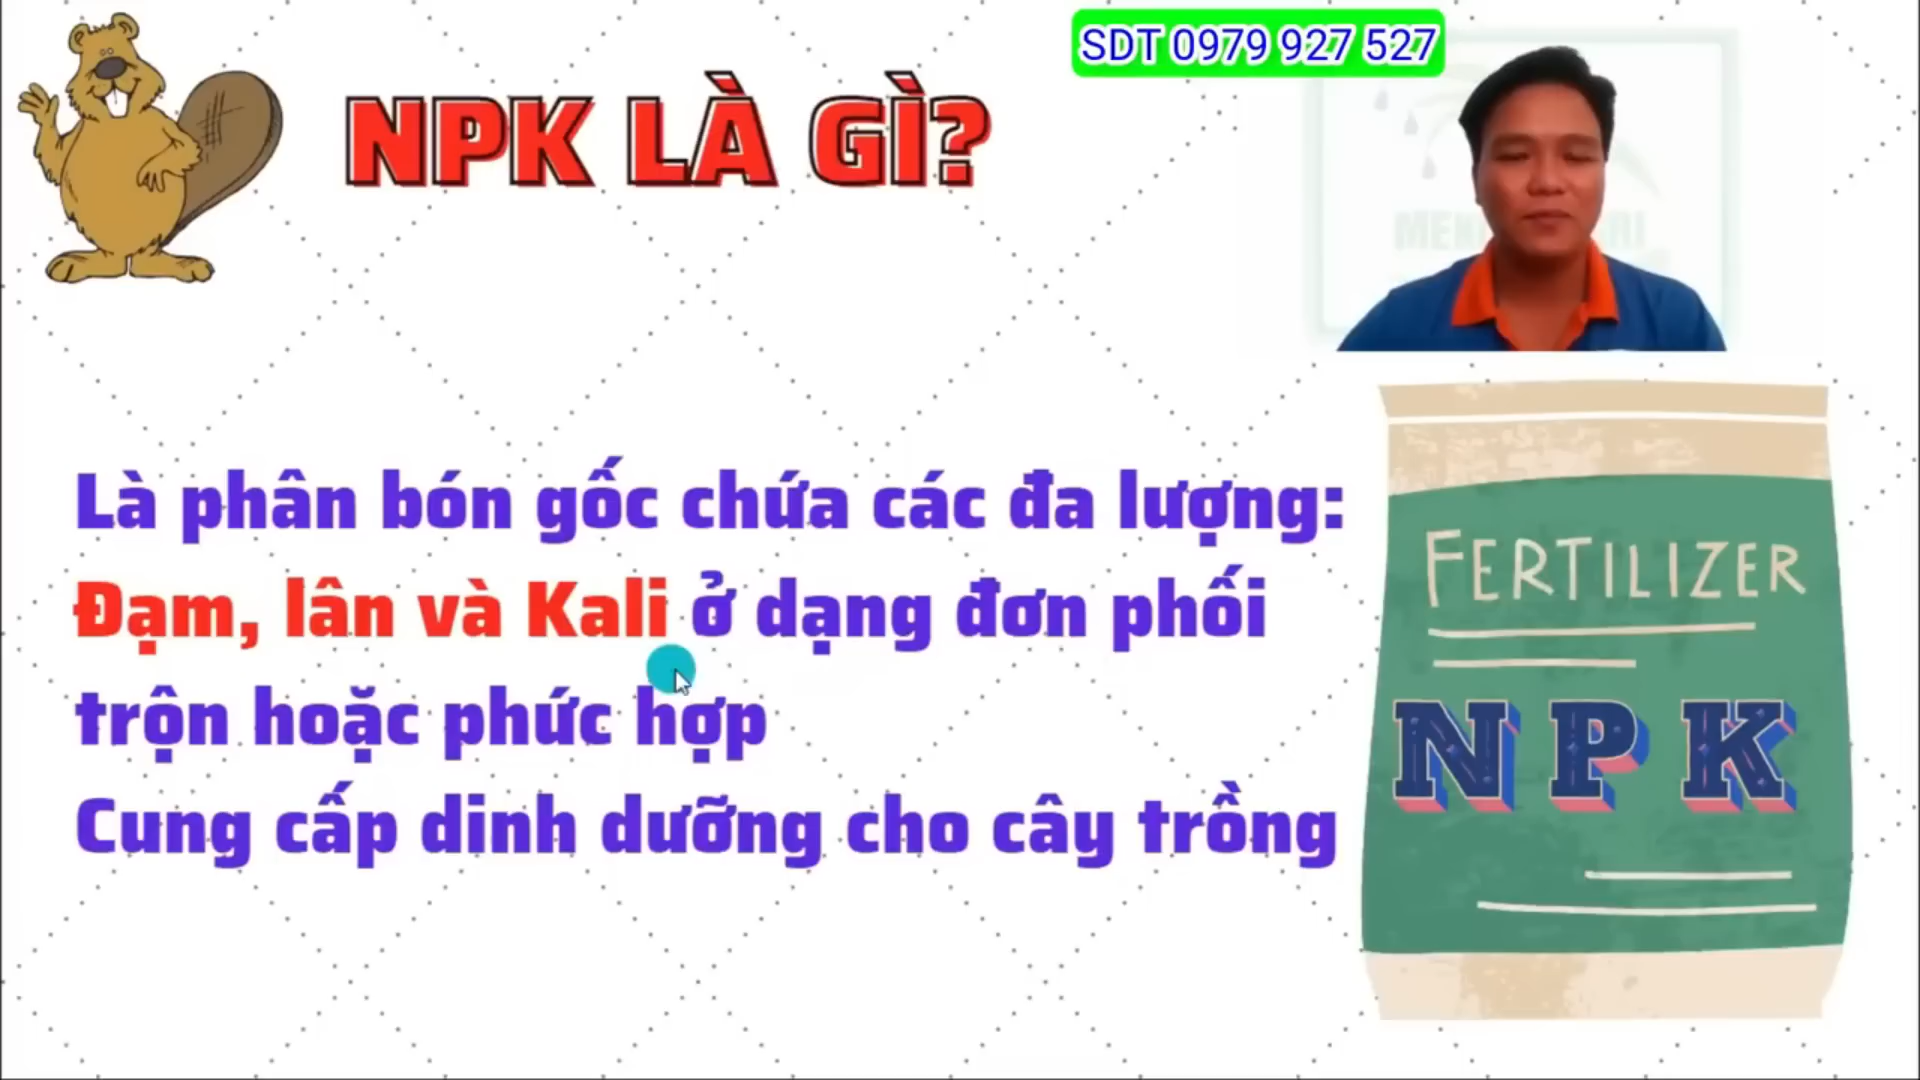 SDT 0979 927 527
NPK LÀ GÌ?
Là phân bón gốc chứa các đa lượng:
Đạm, lân và Kali ở dạng đơn phối
trộn hoặc phức hợp
Cung cấp dinh dưỡng cho cây trồng
FERTILIZER
NPK